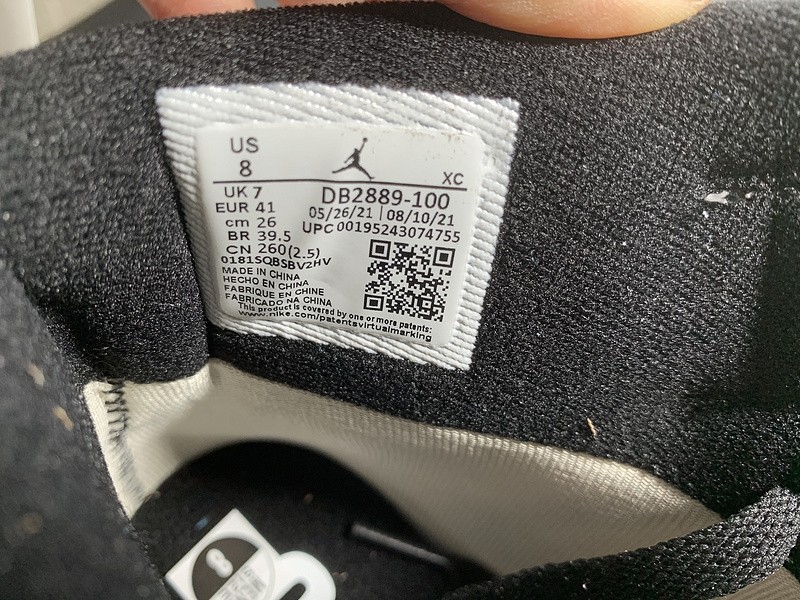 US
8
XC
UK 7
DB2889-100
EUR 41
05/26/21 | 08/10/21
cm 26
UPC 00195243074755
BR 39.5
CN 260(2.5)
0181SQBSBV2HV
MADE IN CHINA
HECHO EN CHINA
FABRIQUE EN CHINE
FABRICADO NA CHINA
This product is covered by one or more patents:
www.nike.com/patentsvirtualmarking
8